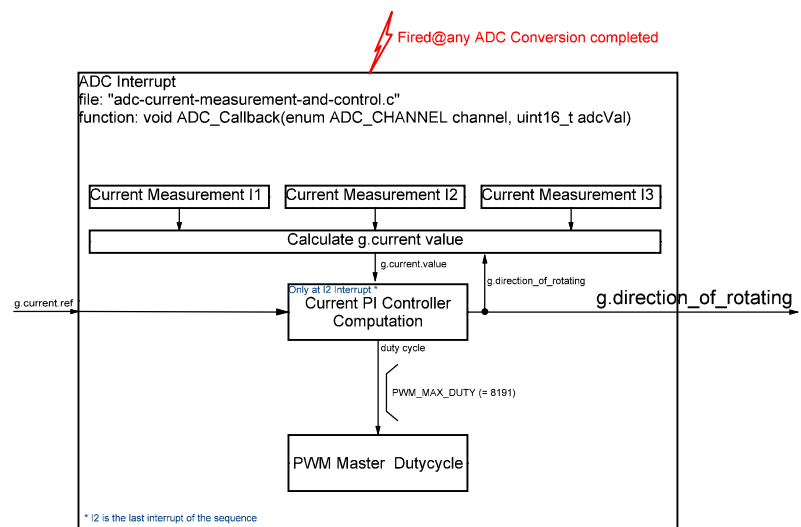 Fired@any ADC Conversion completed
ADC Interrupt
file: "adc-current-measurement-and-control.c"
function: void ADC_Callback(enum ADC_CHANNEL channel, uint16_t adcVal)
Current Measurement I1
Current Measurement I2
Current Measurement I3
Calculate g.current value
g.current.value
g.direction_of_rotating
Only at I2 Interrupt *
g.current.ref
Current PI Controller
Computation
g.direction_of_rotating
duty cycle
PWM_MAX_DUTY (= 8191)
PWM Master Dutycycle
* I2 is the last interrupt of the sequence